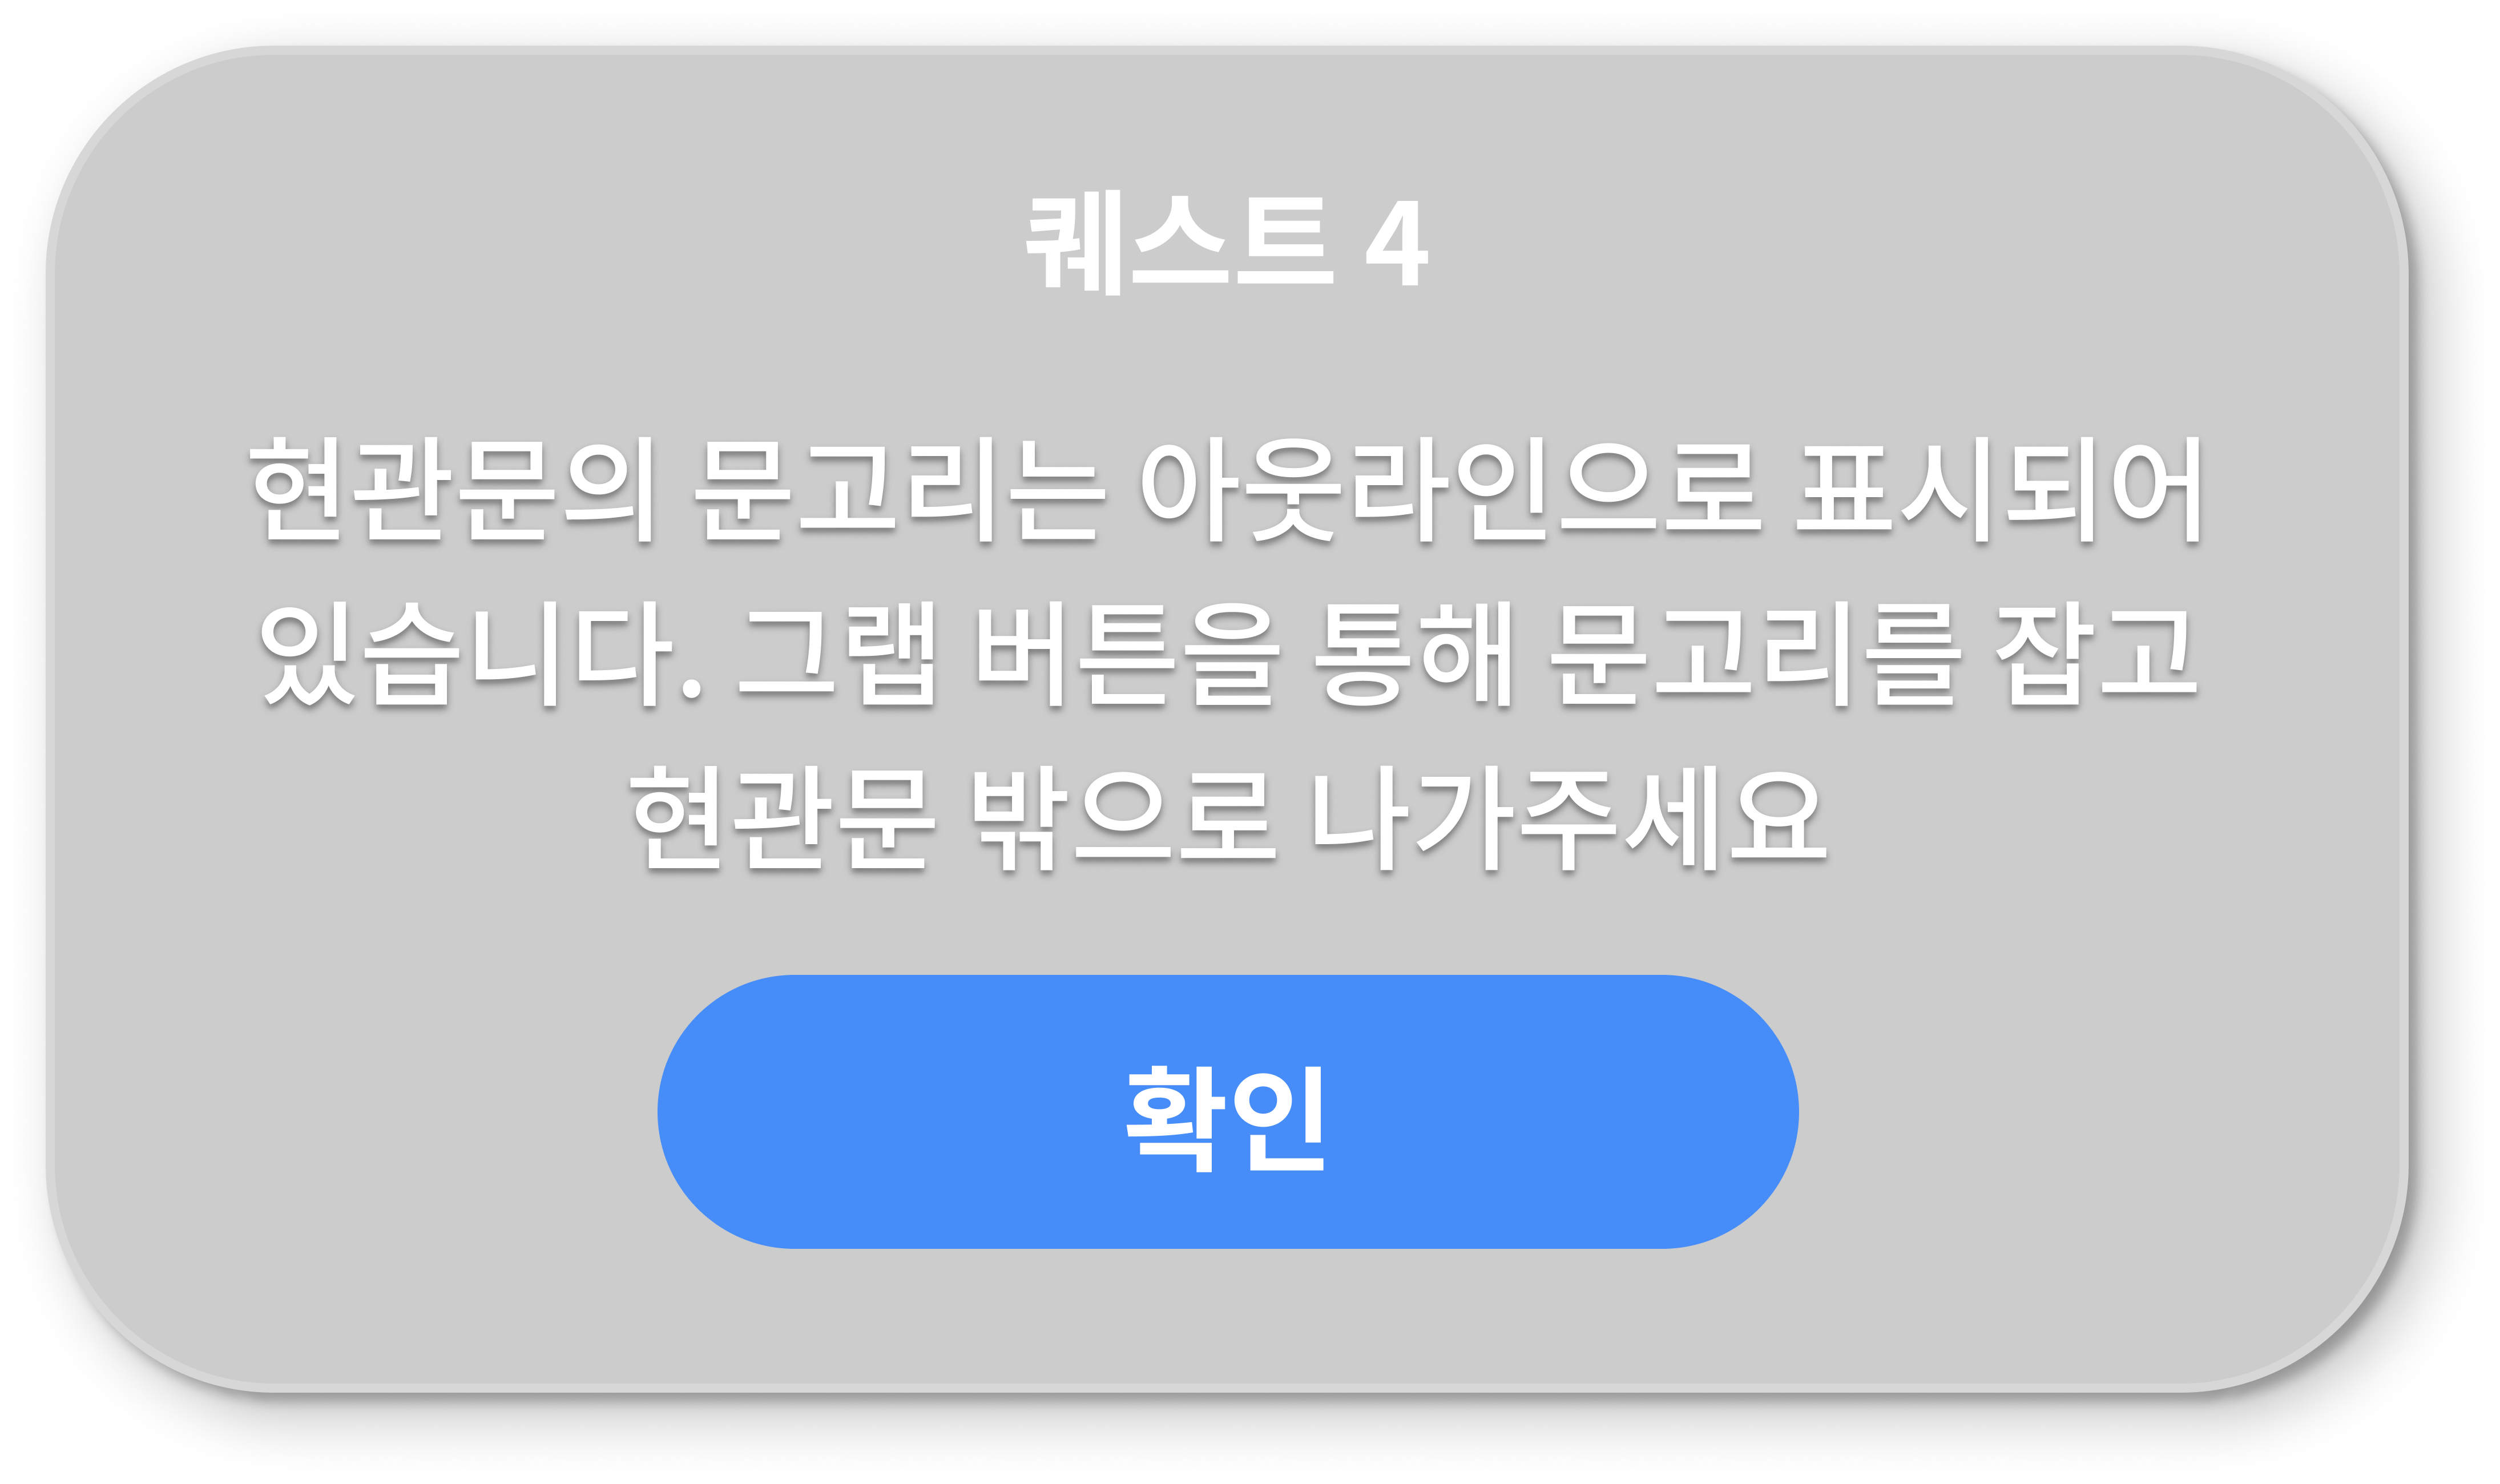 퀘스트 4
현관문의 문고리는 아웃라인으로 표시되어
있습니다. 그랩 버튼을 통해 문고리를 잡고
현관문 밖으로 나가주세요
확인